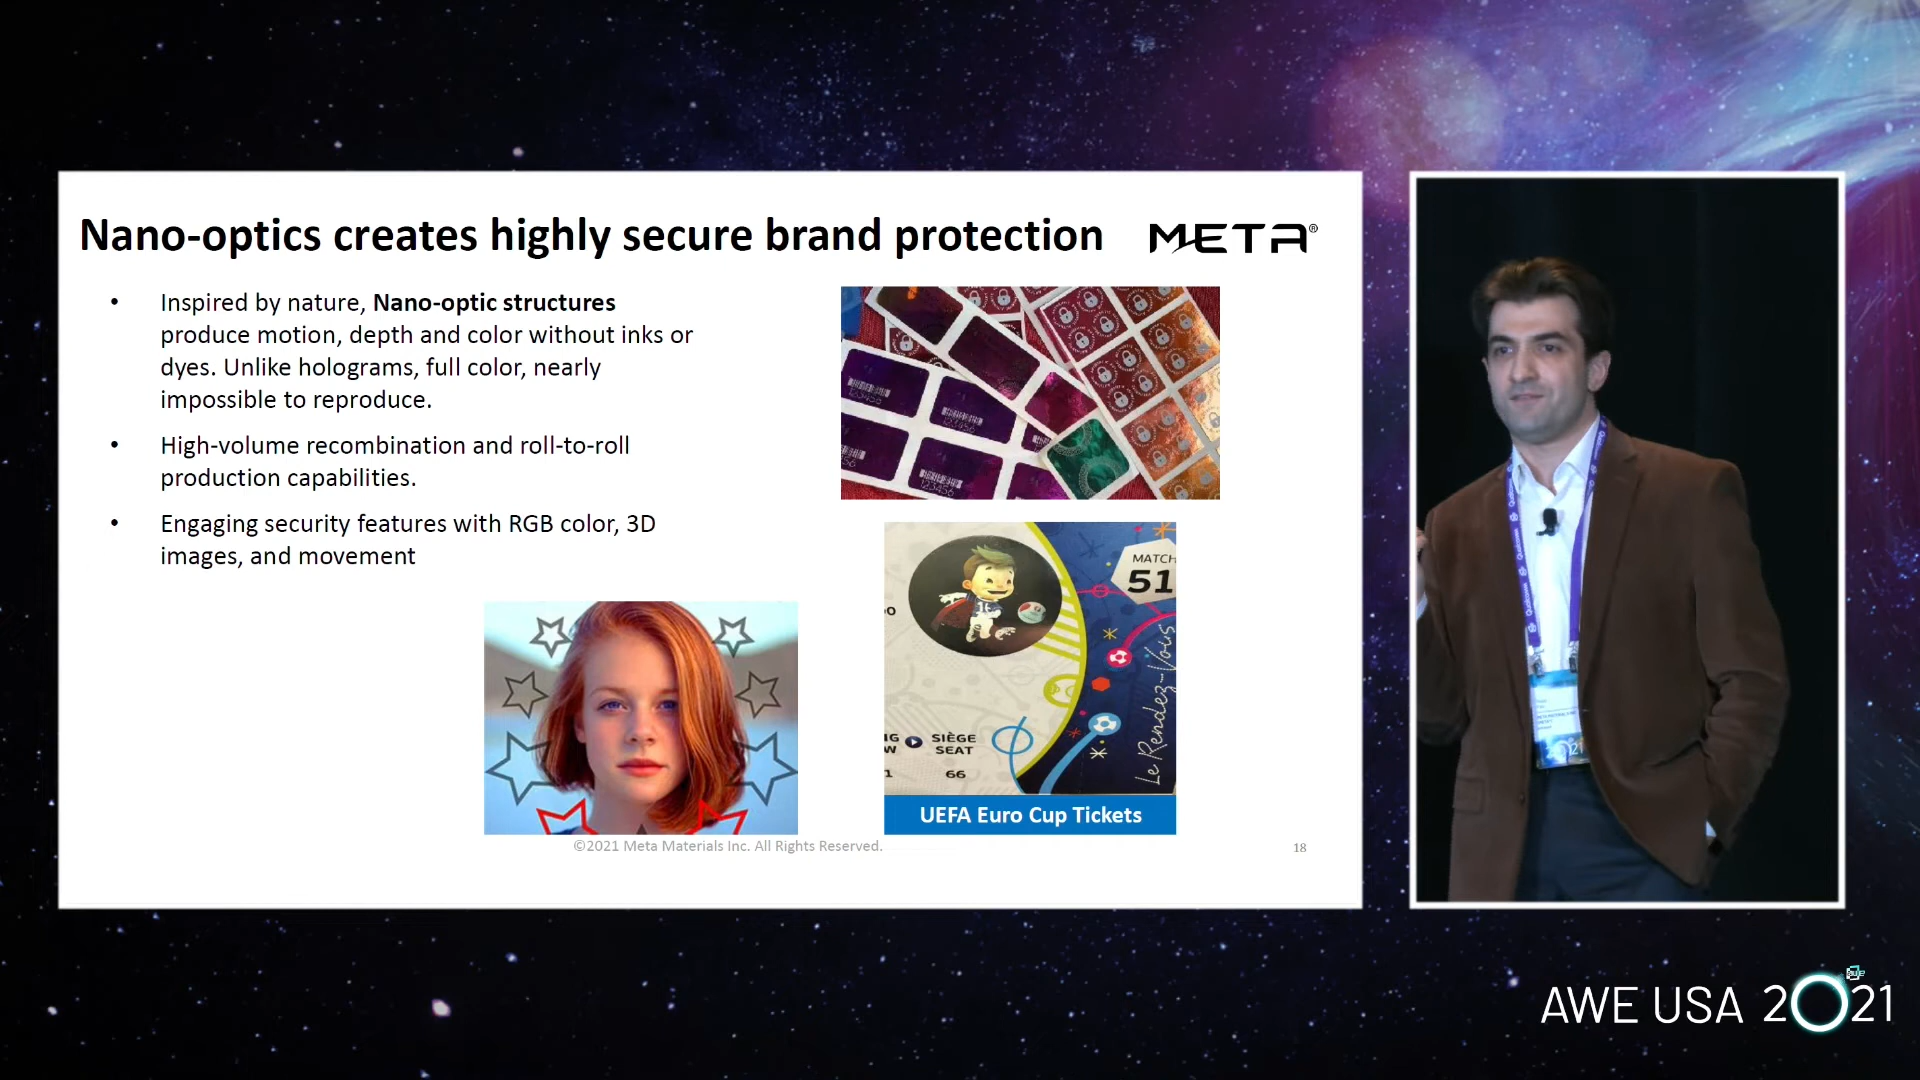 Nano-optics creates highly secure brand protection
META®
• Inspired by nature, Nano-optic structures
produce motion, depth and color without inks or
dyes. Unlike holograms, full color, nearly
impossible to reproduce.
• High-volume recombination and roll-to-roll
production capabilities.
• Engaging security features with RGB color, 3D
images, and movement
123456
123456
MATCH
51
Le Rendez-Vous
SIÈGE
SEAT
66
UEFA Euro Cup Tickets
©2021 Meta Materials Inc. All Rights Reserved.
18
Qualcomm
AWE USA 2021